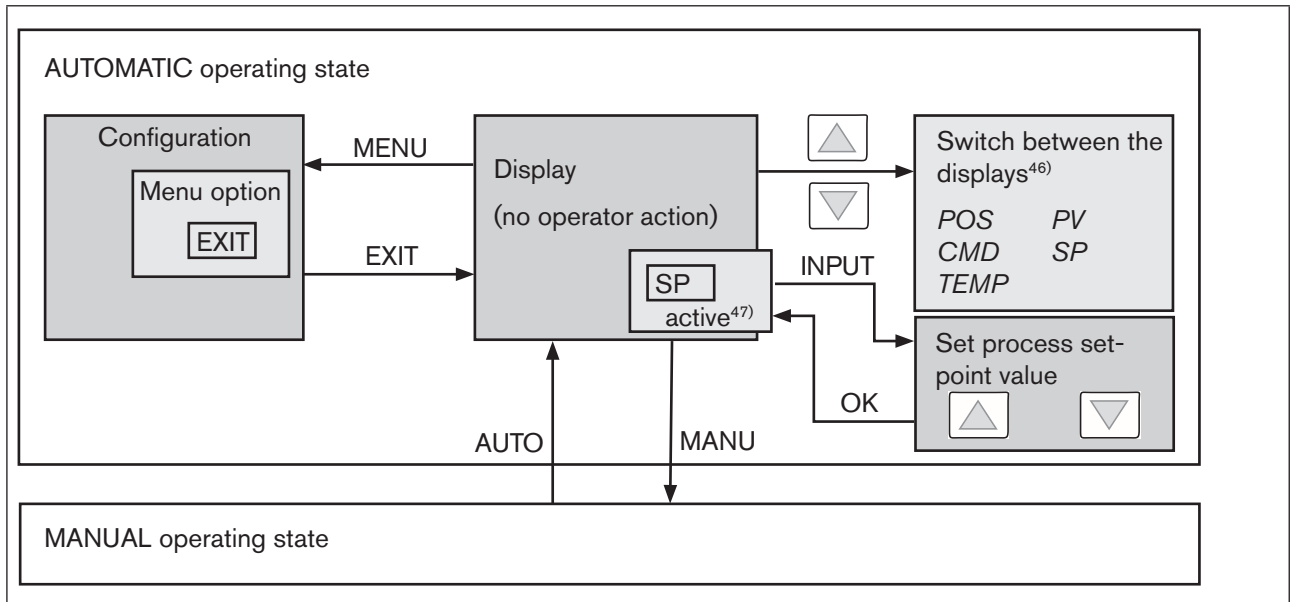 AUTOMATIC operating state
Configuration
Menu option
EXIT
MENU
EXIT
Display
(no operator action)
SP
active47)
Switch between the
displays46)
POS PV
CMD SP
TEMP
INPUT
Set process set-
point value
OK
AUTO
MANU
MANUAL operating state